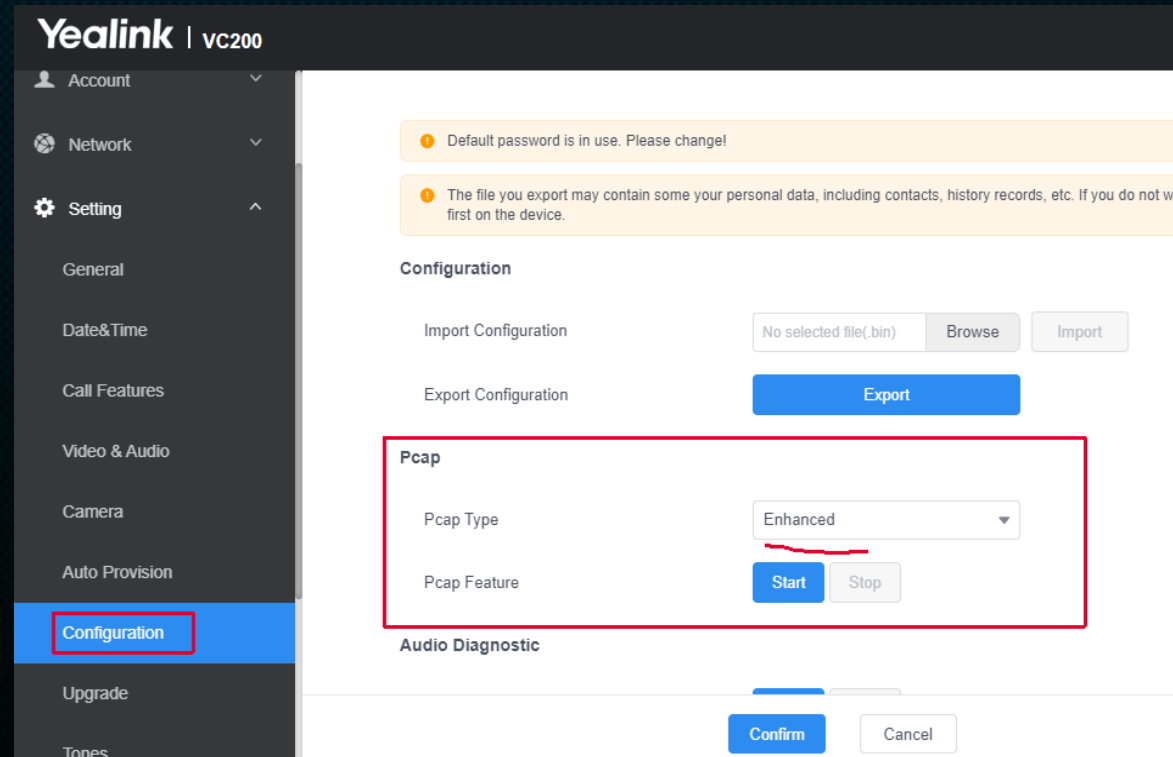 Yealink | VC200
Account
Network
Setting
General
Date&Time
Call Features
Video & Audio
Camera
Auto Provision
Configuration
Upgrade
Tones
Default password is in use. Please change!
The file you export may contain some your personal data, including contacts, history records, etc. If you do not w
first on the device.
Configuration
Import Configuration No selected file(.bin) Browse Import
Export Configuration Export
Pcap
Pcap Type Enhanced
Pcap Feature Start Stop
Audio Diagnostic
Confirm Cancel